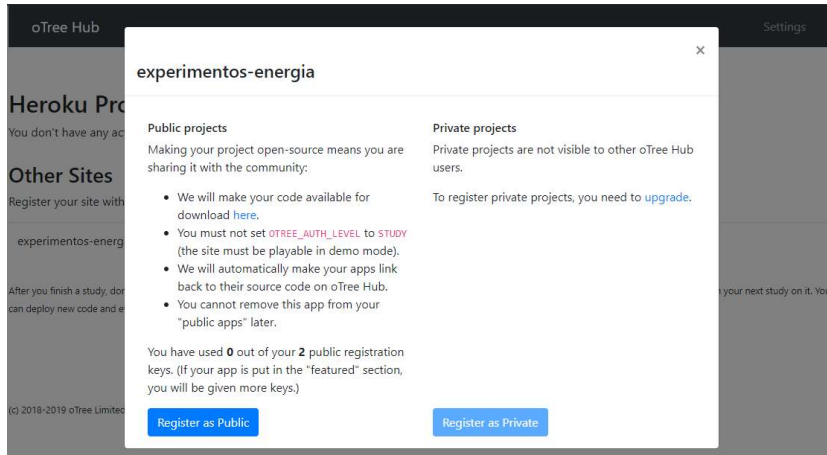 oTree Hub
Settings
×
experimentos-energia
Heroku Pro
You don't have any ac
Other Sites
Register your site with
experimentos-energ
After you finish a study, don
can deploy new code and e
n your next study on it. You
(c) 2018-2019 oTree Limited
Public projects
Making your project open-source means you are
sharing it with the community:
• We will make your code available for
download here.
• You must not set OTREE_AUTH_LEVEL to STUDY
(the site must be playable in demo mode).
• We will automatically make your apps link
back to their source code on oTree Hub.
• You cannot remove this app from your
"public apps" later.
You have used 0 out of your 2 public registration
keys. (If your app is put in the "featured" section,
you will be given more keys.)
Register as Public
Private projects
Private projects are not visible to other oTree Hub
users.
To register private projects, you need to upgrade.
Register as Private